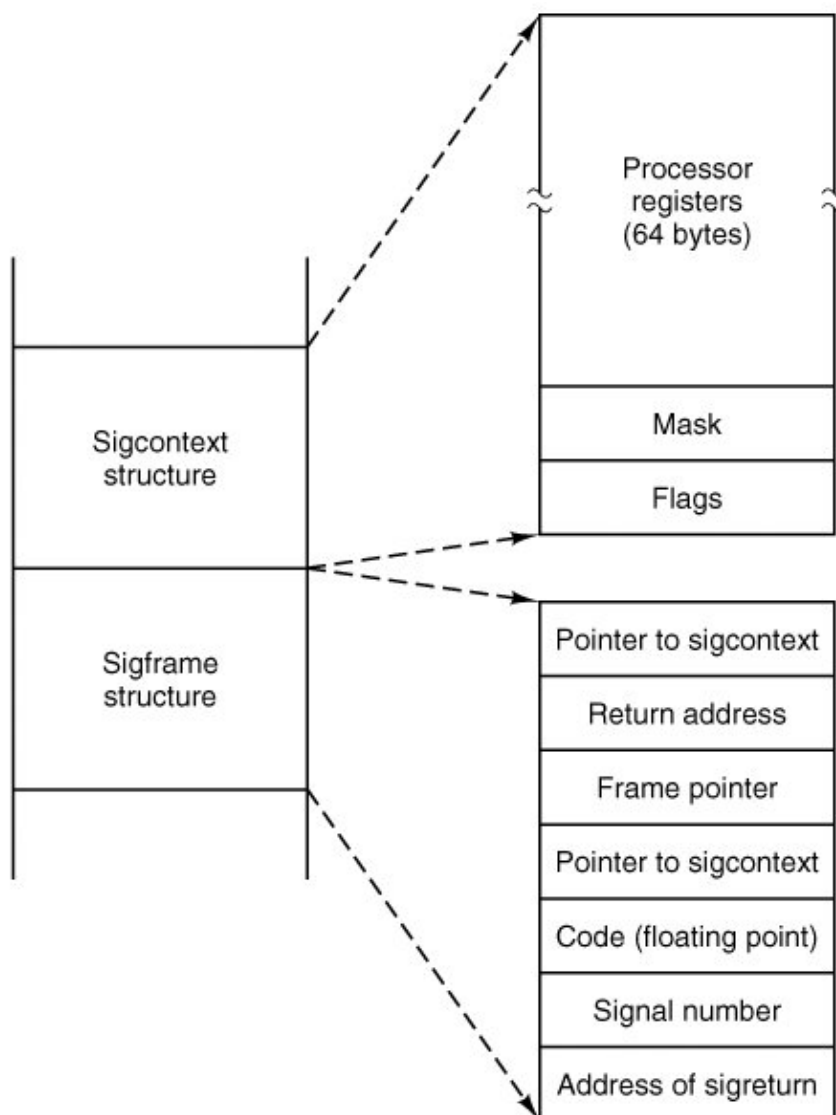 Processor
registers
(64 bytes)
Mask
Flags
Sigcontext
structure
Sigframe
structure
Pointer to sigcontext
Return address
Frame pointer
Pointer to sigcontext
Code (floating point)
Signal number
Address of sigreturn